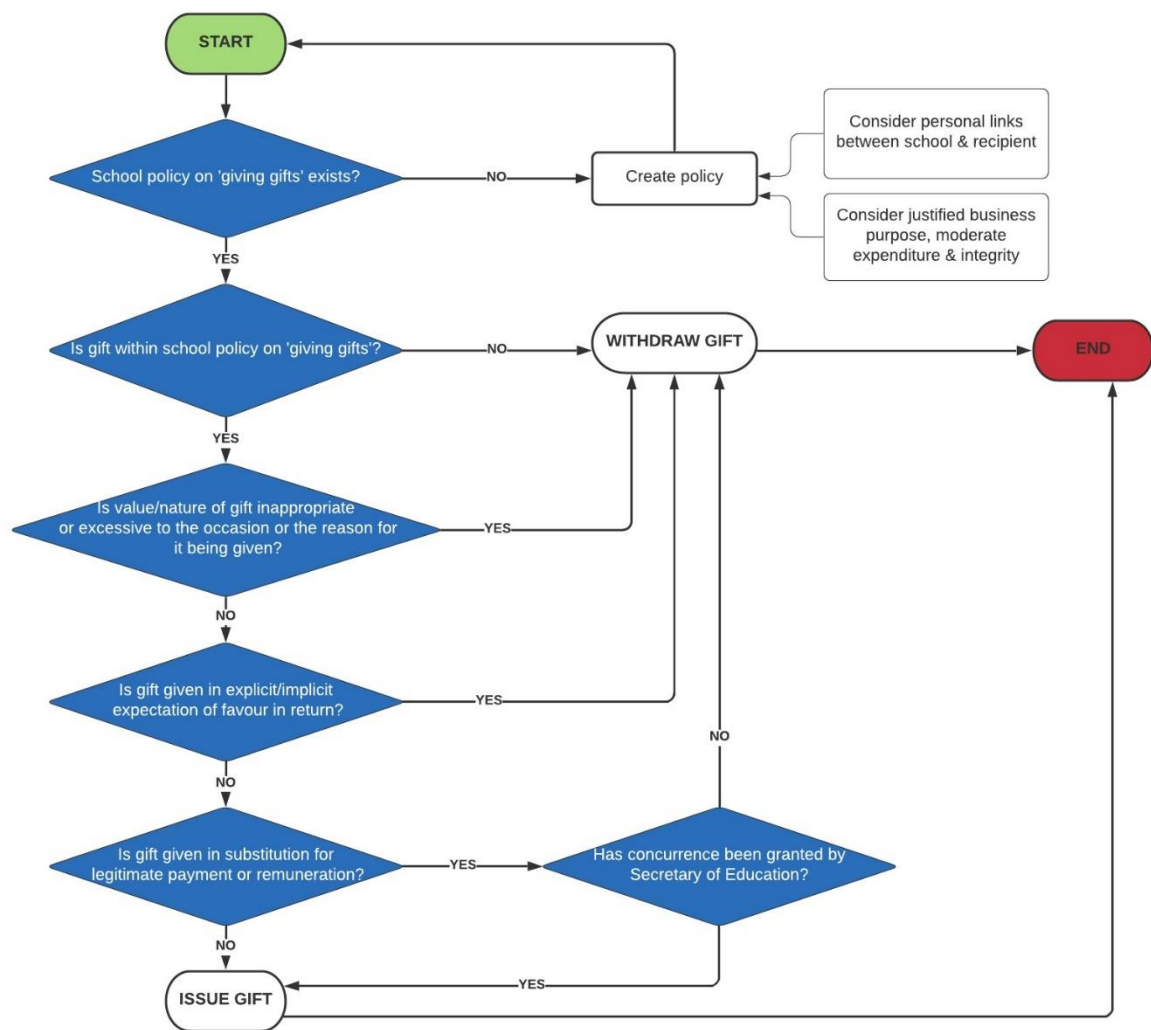 START
School policy on 'giving gifts' exists?
NO
Create policy
Consider personal links
between school & recipient
Consider justified business
purpose, moderate
expenditure & integrity
YES
Is gift within school policy on 'giving gifts'?
NO
WITHDRAW GIFT
END
YES
Is value/nature of gift inappropriate
or excessive to the occasion or the reason for
it being given?
YES
NO
Is gift given in explicit/implicit
expectation of favour in return?
YES
NO
NO
Is gift given in substitution for
legitimate payment or remuneration?
YES
Has concurrence been granted by
Secretary of Education?
NO
YES
ISSUE GIFT